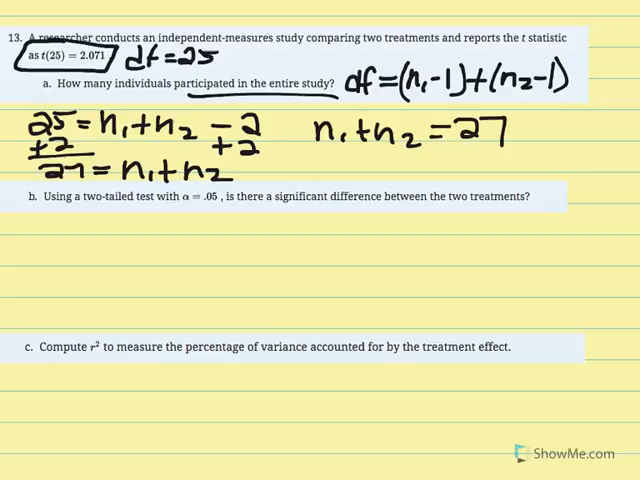 13. A researcher conducts an independent-measures study comparing two treatments and reports the t statistic
as t(25) = 2.071 df=25
a. How many individuals participated in the entire study? df=(n₁-1)+(n₂-1)
25=n₁+n₂-2 n₁+n₂=27
+2 +2
27=n₁+n₂
b. Using a two-tailed test with α = .05, is there a significant difference between the two treatments?
c. Compute r² to measure the percentage of variance accounted for by the treatment effect.
ShowMe.com